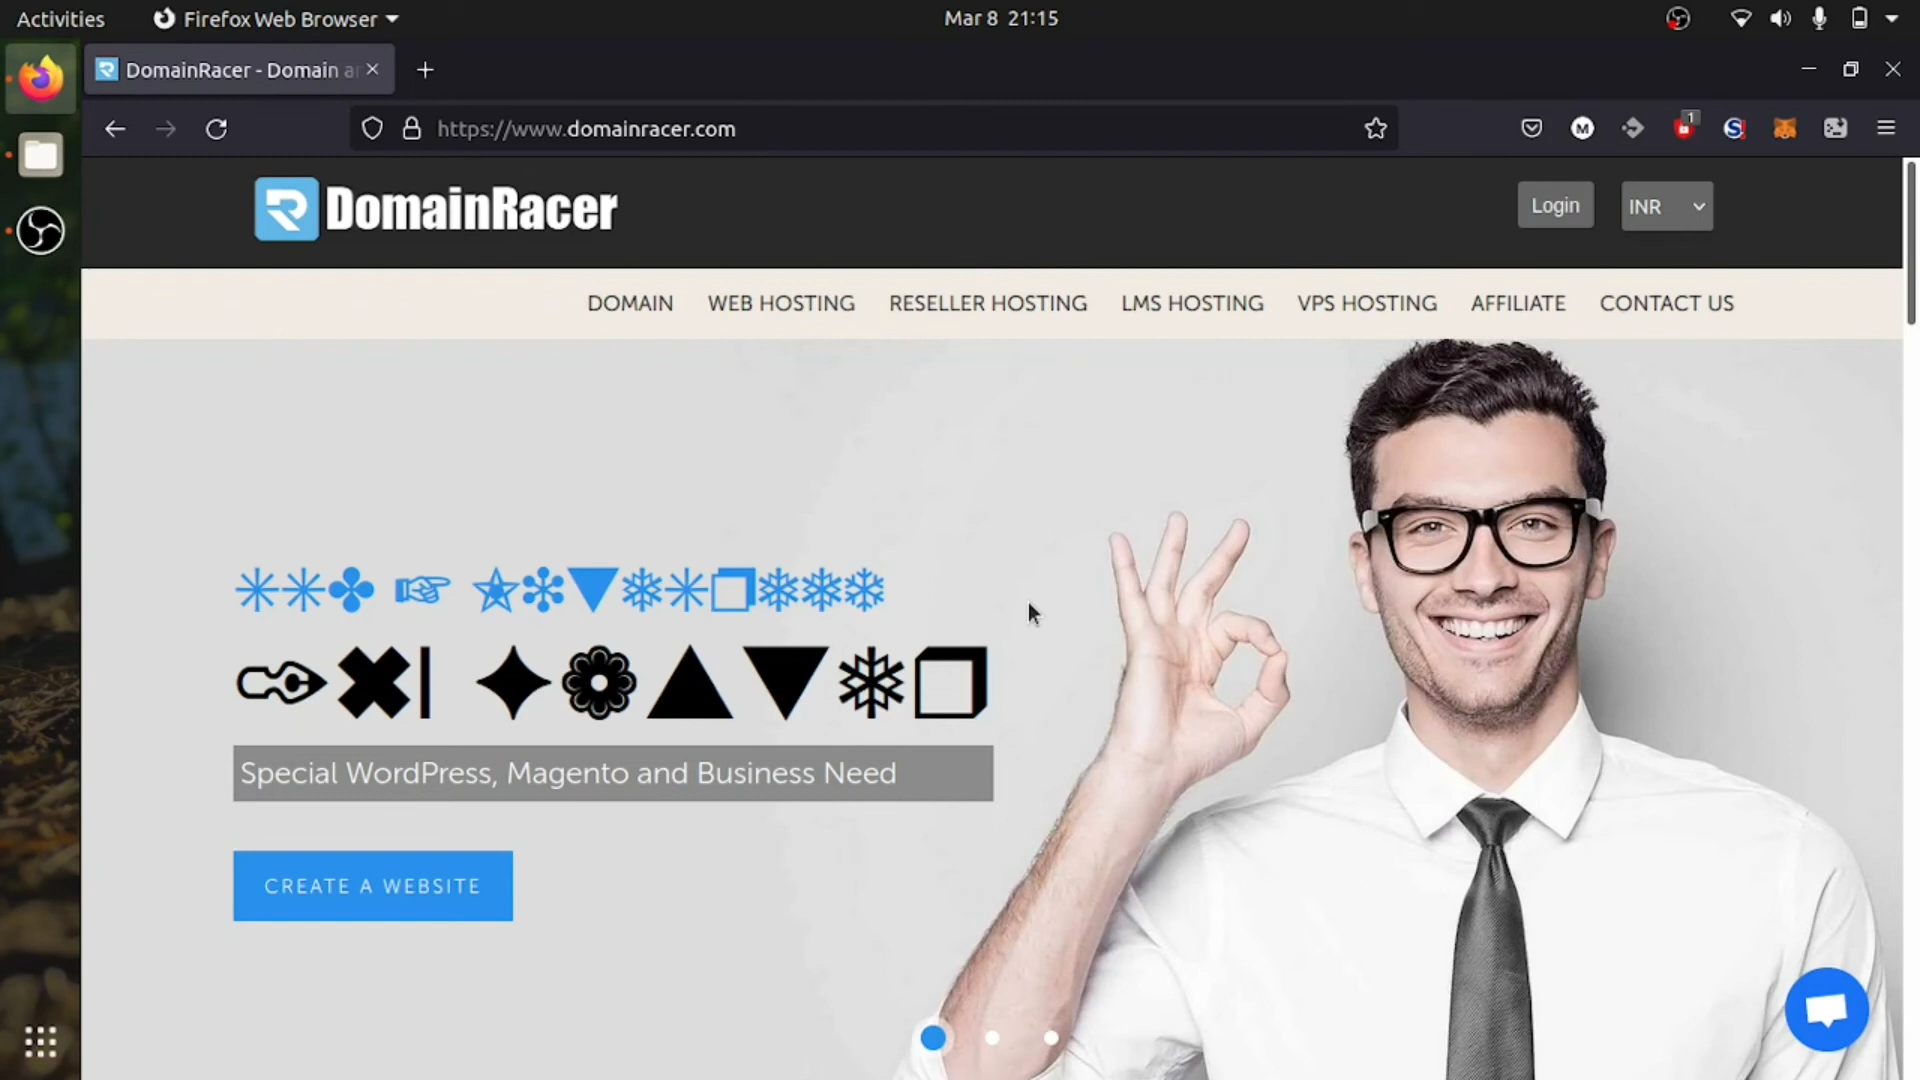 Activities
Firefox Web Browser
Mar 8 21:15
DomainRacer - Domain a
https://www.domainracer.com
1
DomainRacer
Login
INR
DOMAIN
WEB HOSTING
RESELLER HOSTING
LMS HOSTING
VPS HOSTING
AFFILIATE
CONTACT US
Special WordPress, Magento and Business Need
CREATE A WEBSITE